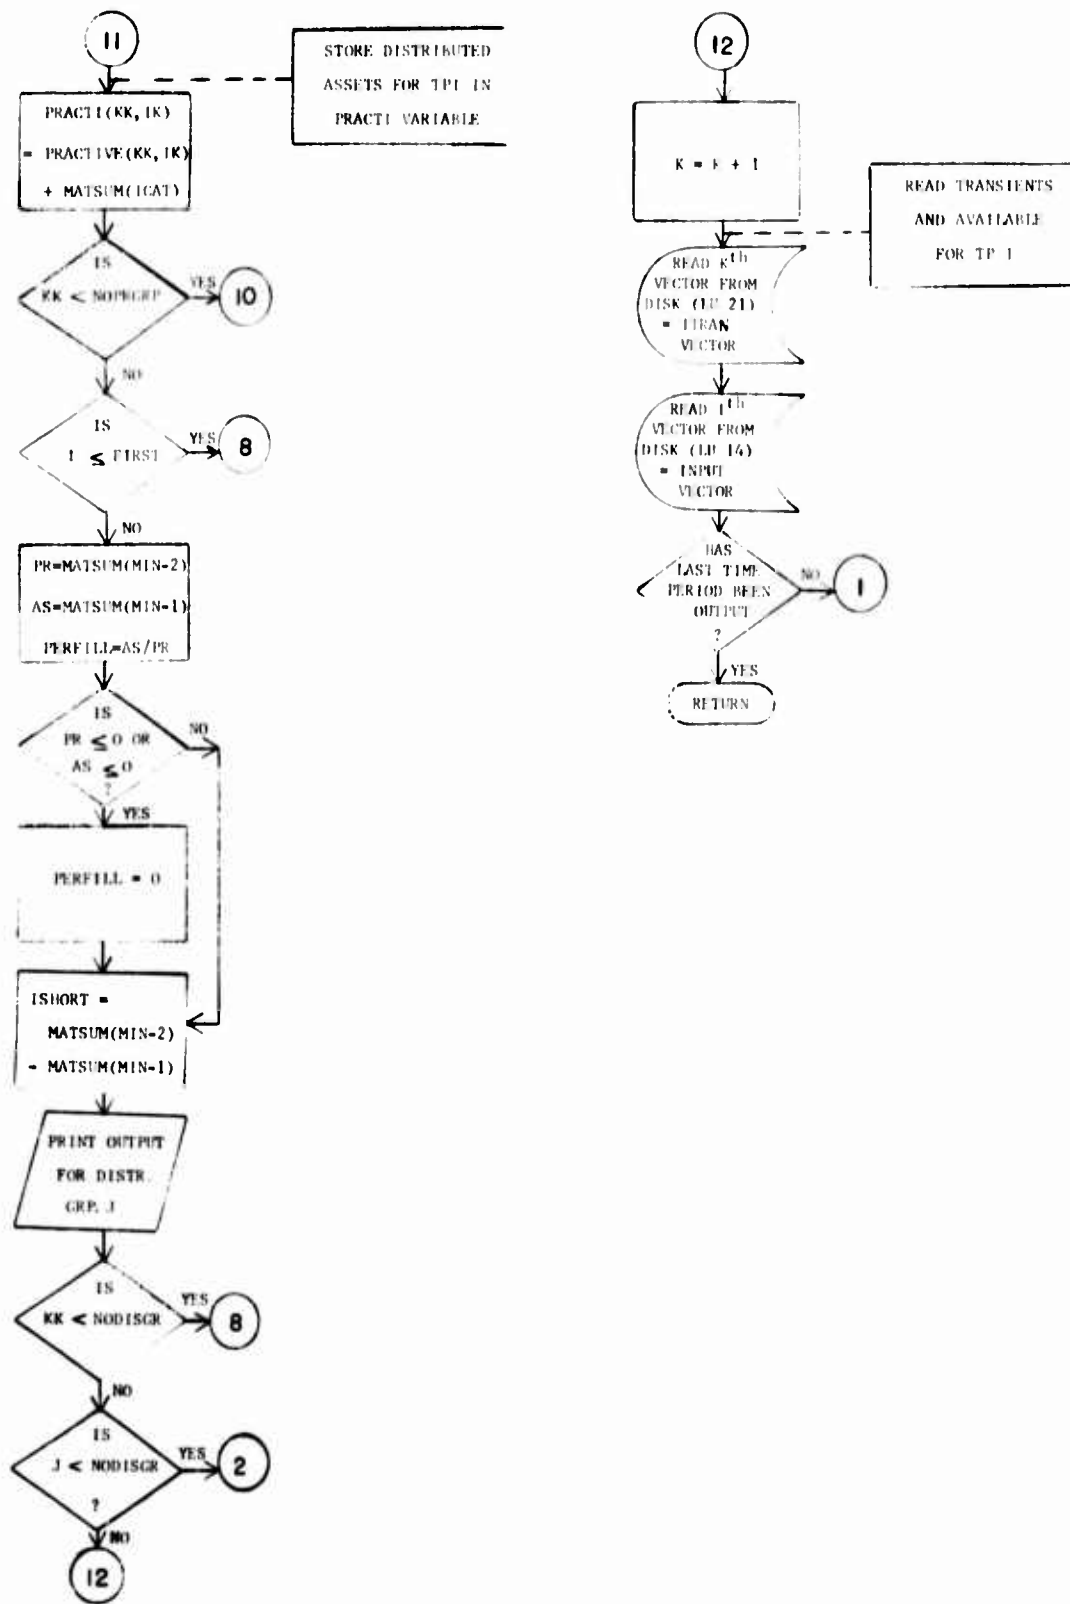 11
STORE DISTRIBUTED
ASSETS FOR TPI IN
PRACTI VARIABLE
PRACTI(KK,IK)
= PRACTIVE(KK,IK)
+ MATSUM(ICAT)
IS
KK < NOPRGRP
YES
10
NO
IS
I ≤ FIRST
YES
8
NO
PR=MATSUM(MIN-2)
AS=MATSUM(MIN-1)
PERFILL=AS/PR
IS
PR ≤ 0 OR
AS ≤ 0
?
NO
YES
PERFILL = 0
ISHORT =
MATSUM(MIN-2)
- MATSUM(MIN-1)
PRINT OUTPUT
FOR DISTR.
GRP. J
IS
KK < NODISGR
YES
8
NO
IS
J < NODISGR
?
YES
2
NO
12
12
K = K + 1
READ TRANSIENTS
AND AVAILABLE
FOR TP I
READ Kth
VECTOR FROM
DISK (LU 21)
= ITRAN
VECTOR
READ Ith
VECTOR FROM
DISK (LU 14)
= INPUT
VECTOR
HAS
LAST TIME
PERIOD BEEN
OUTPUT
?
NO
1
YES
RETURN